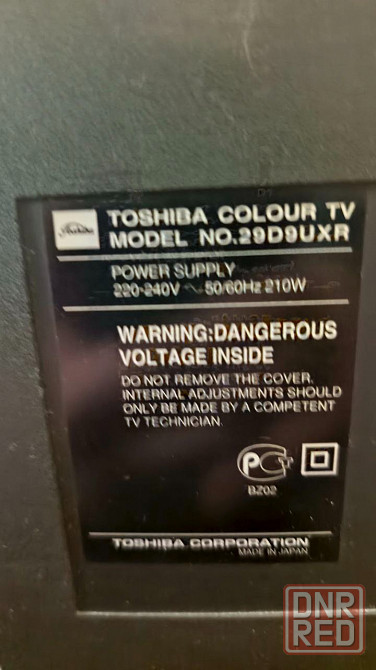 Toshiba
TOSHIBA COLOUR TV
MODEL NO.29D9UXR
POWER SUPPLY
220-240V ~ 50/60Hz 210W
WARNING:DANGEROUS
VOLTAGE INSIDE
DO NOT REMOVE THE COVER.
INTERNAL ADJUSTMENTS SHOULD
ONLY BE MADE BY A COMPETENT
TV TECHNICIAN.
РСТ
BZ02
TOSHIBA CORPORATION
MADE IN JAPAN
DNR
RED